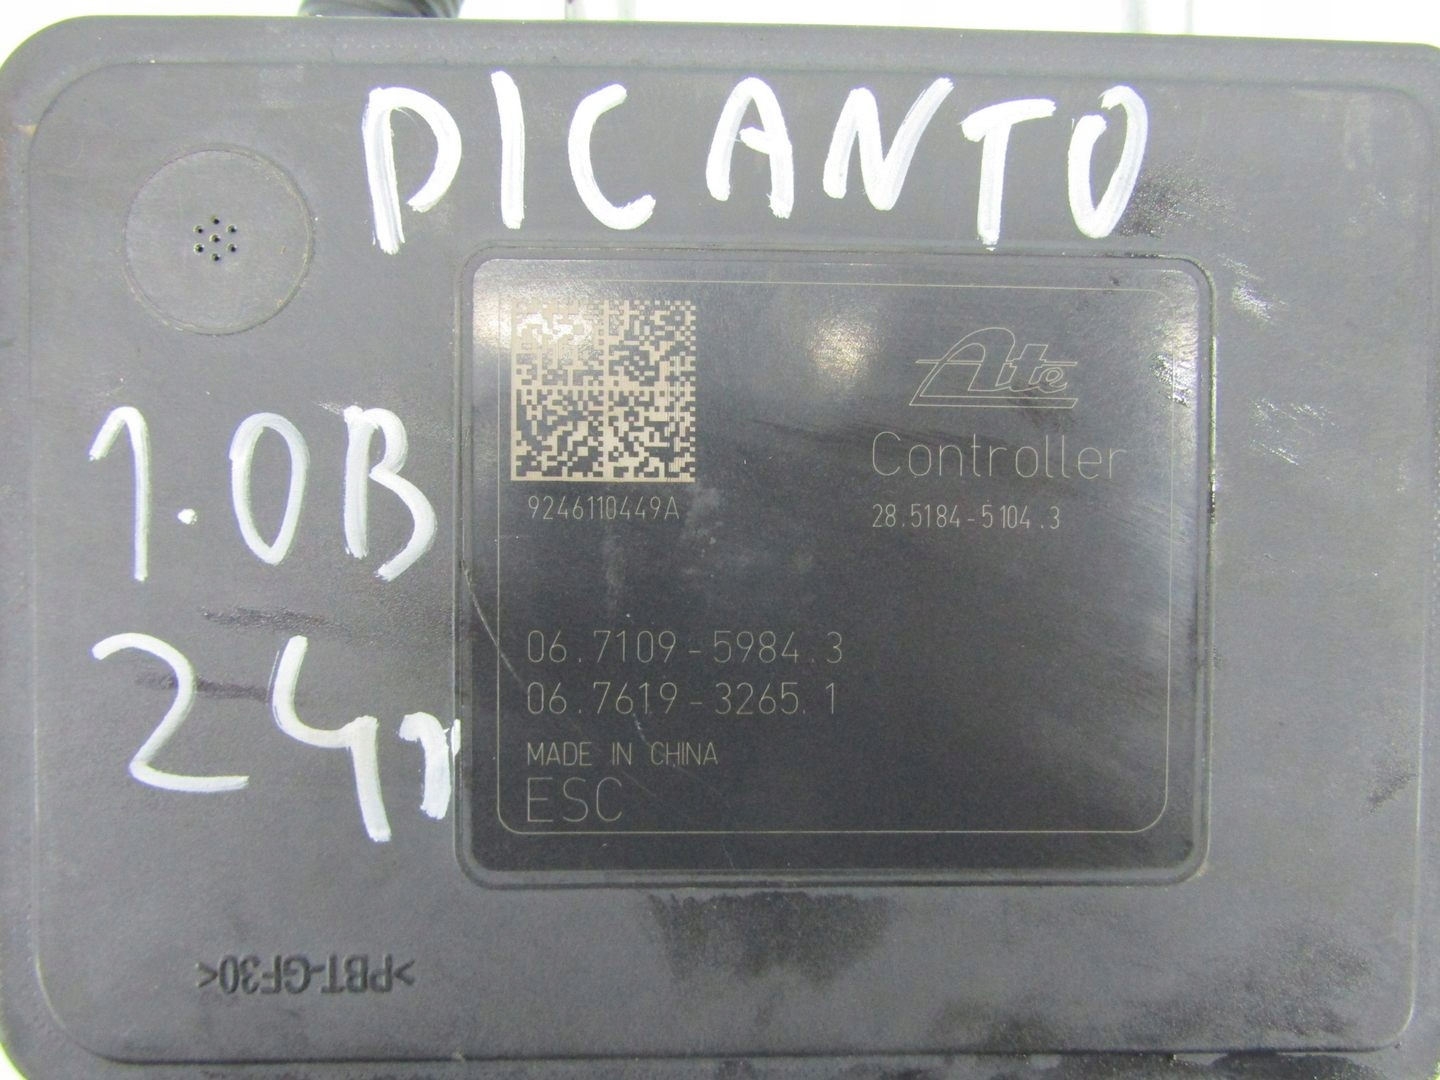 PICANTO
1.0B
24r
Ate
Controller
9246110449A
28.5184-5104.3
06.7109-5984.3
06.7619-3265.1
MADE IN CHINA
ESC
>PBT-GF30<